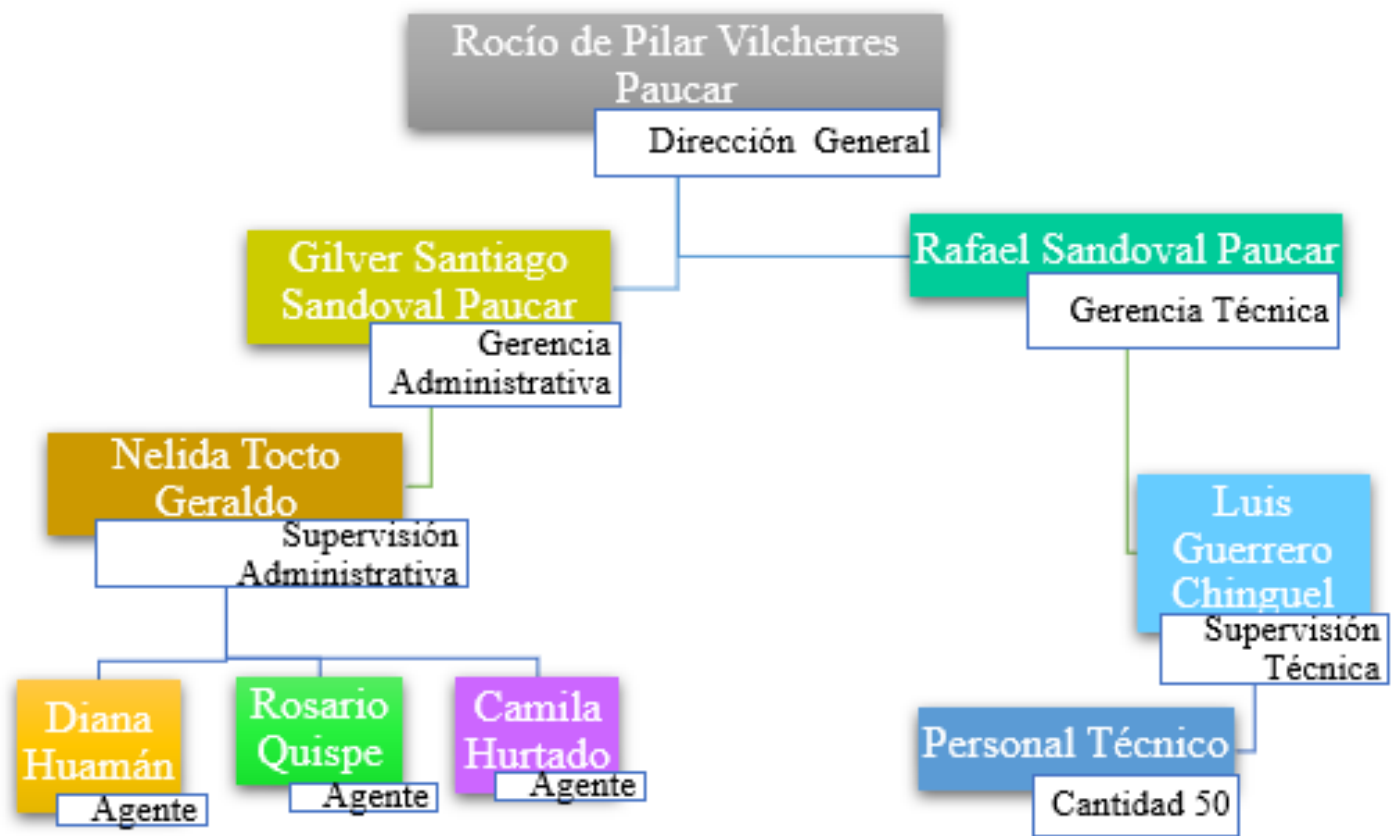 Rocío de Pilar Vilcherres
Paucar
Dirección General
Gilver Santiago
Sandoval Paucar
Gerencia
Administrativa
Rafael Sandoval Paucar
Gerencia Técnica
Nelida Tocto
Geraldo
Supervisión
Administrativa
Luis
Guerrero
Chinguel
Supervisión
Técnica
Diana
Huamán
Agente
Rosario
Quispe
Agente
Camila
Hurtado
Agente
Personal Técnico
Cantidad 50